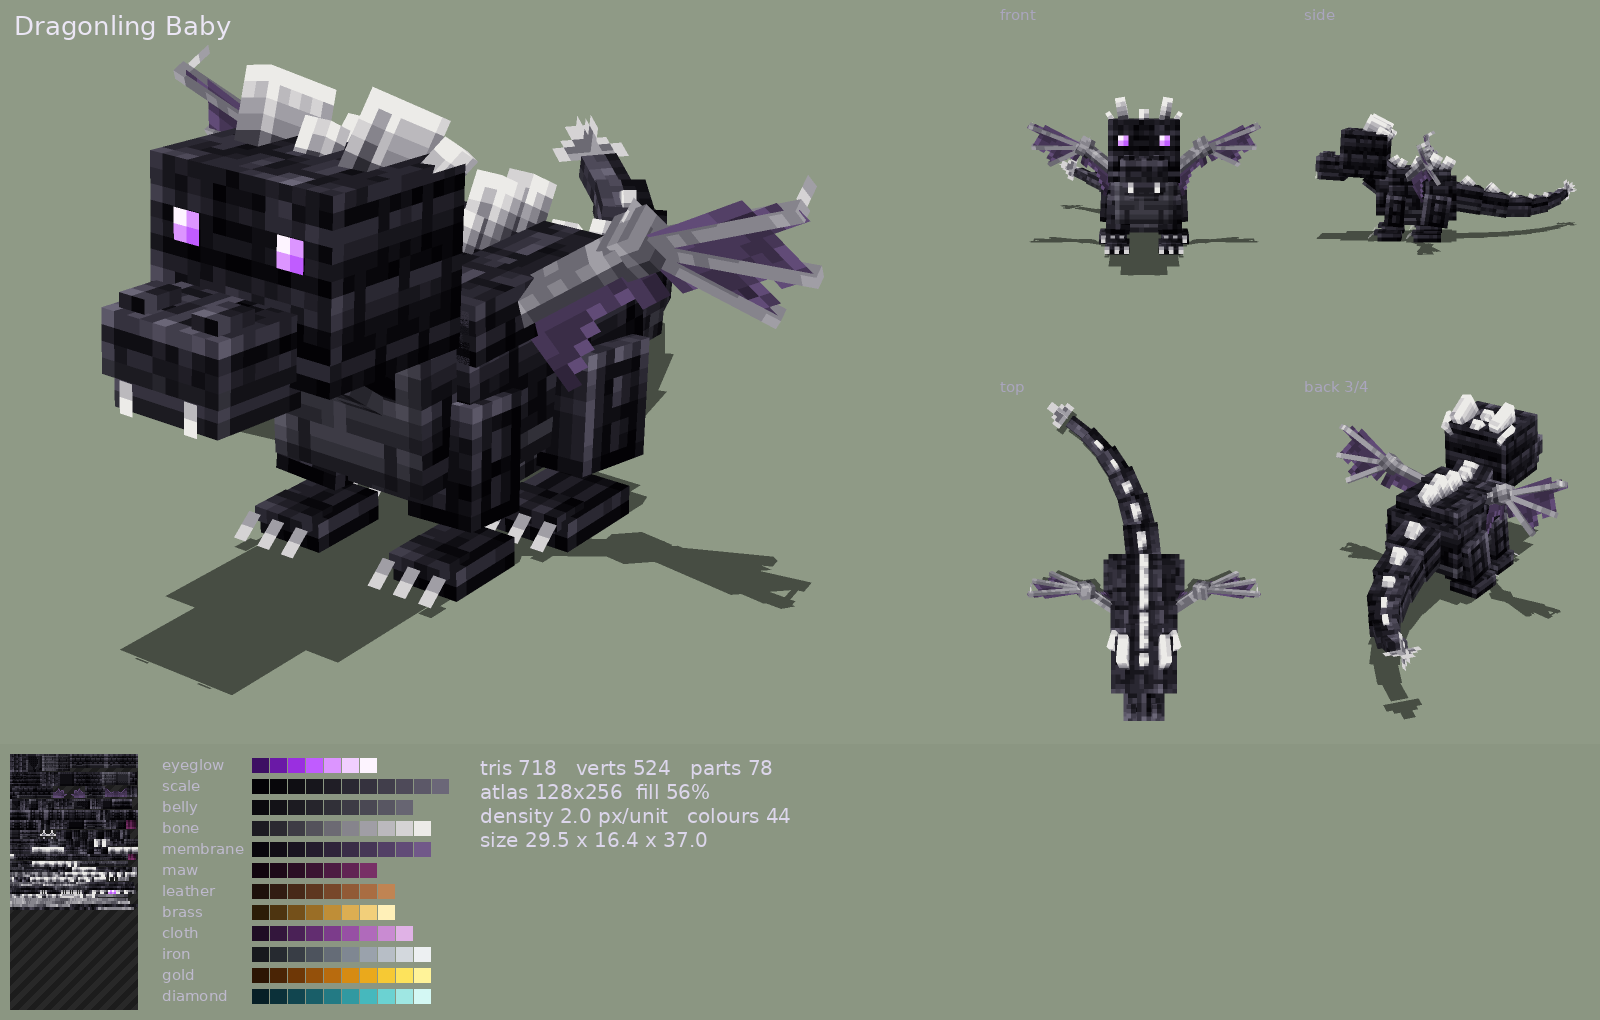 Dragonling Baby
front
side
top
back 3/4
eyeglow
scale
belly
bone
membrane
maw
leather
brass
cloth
iron
gold
diamond
tris 718   verts 524   parts 78
atlas 128x256  fill 56%
density 2.0 px/unit   colours 44
size 29.5 x 16.4 x 37.0